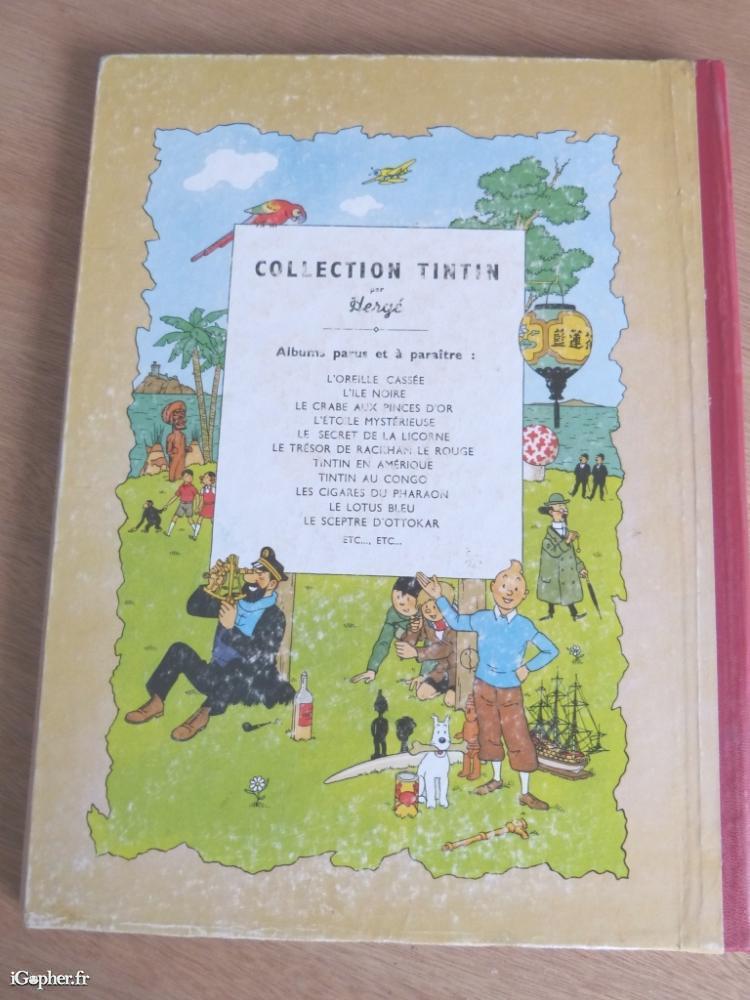 COLLECTION TINTIN
par
Hergé
Albums parus et à paraître :
L'OREILLE CASSÉE
L'ILE NOIRE
LE CRABE AUX PINCES D'OR
L'ÉTOILE MYSTÉRIEUSE
LE SECRET DE LA LICORNE
LE TRÉSOR DE RACKHAM LE ROUGE
TINTIN EN AMÉRIQUE
TINTIN AU CONGO
LES CIGARES DU PHARAON
LE LOTUS BLEU
LE SCEPTRE D'OTTOKAR
ETC..., ETC...
iGopher.fr